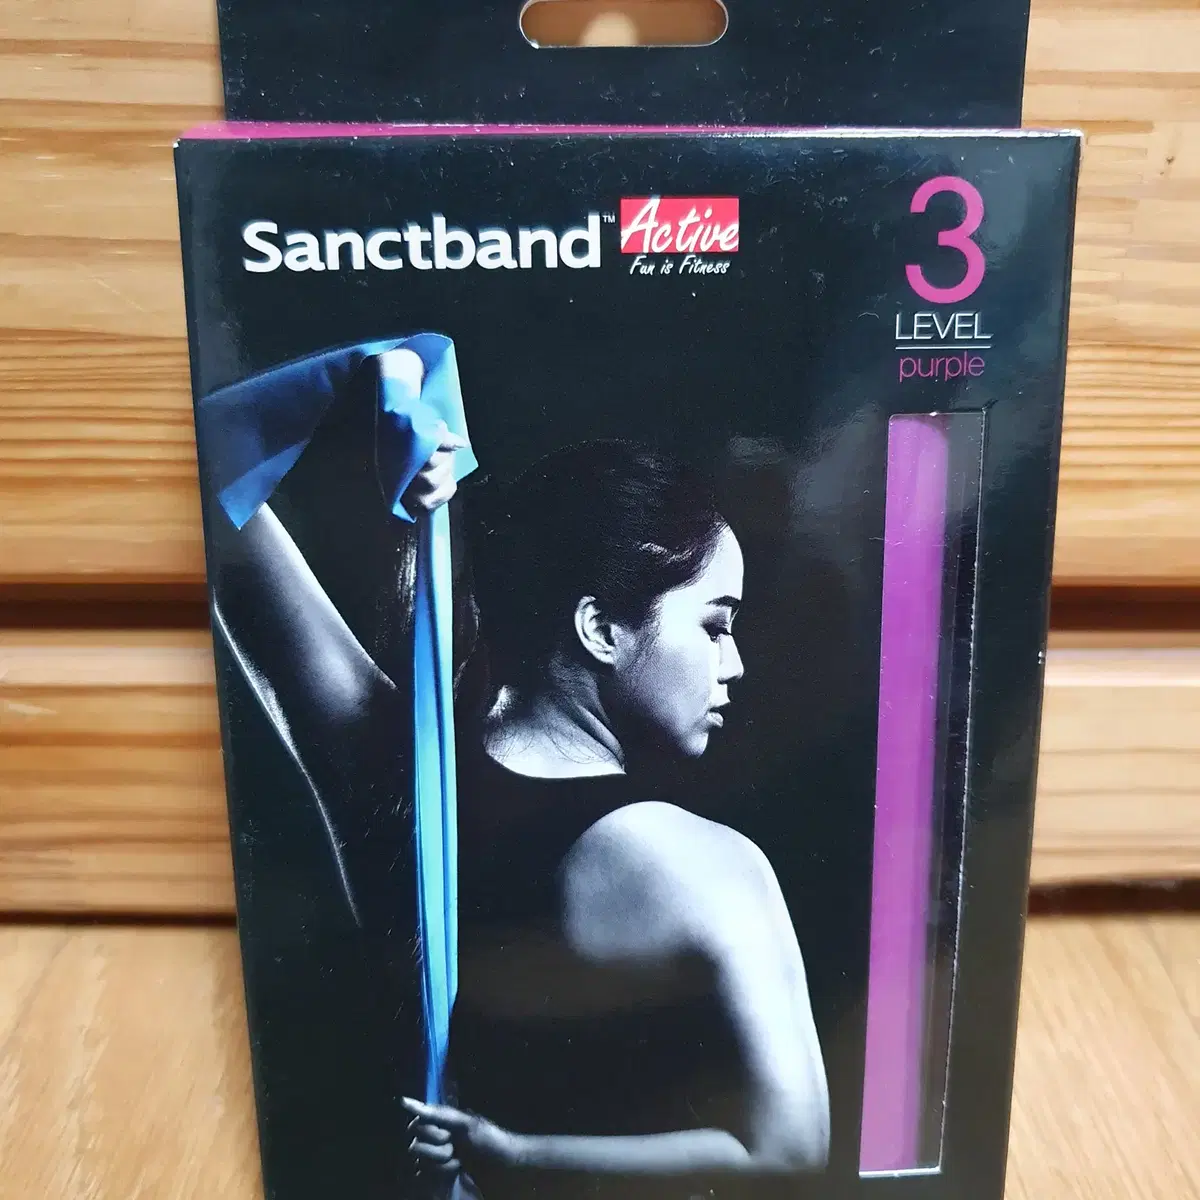 Sanctband™ Active
Fun is Fitness
3
LEVEL
purple